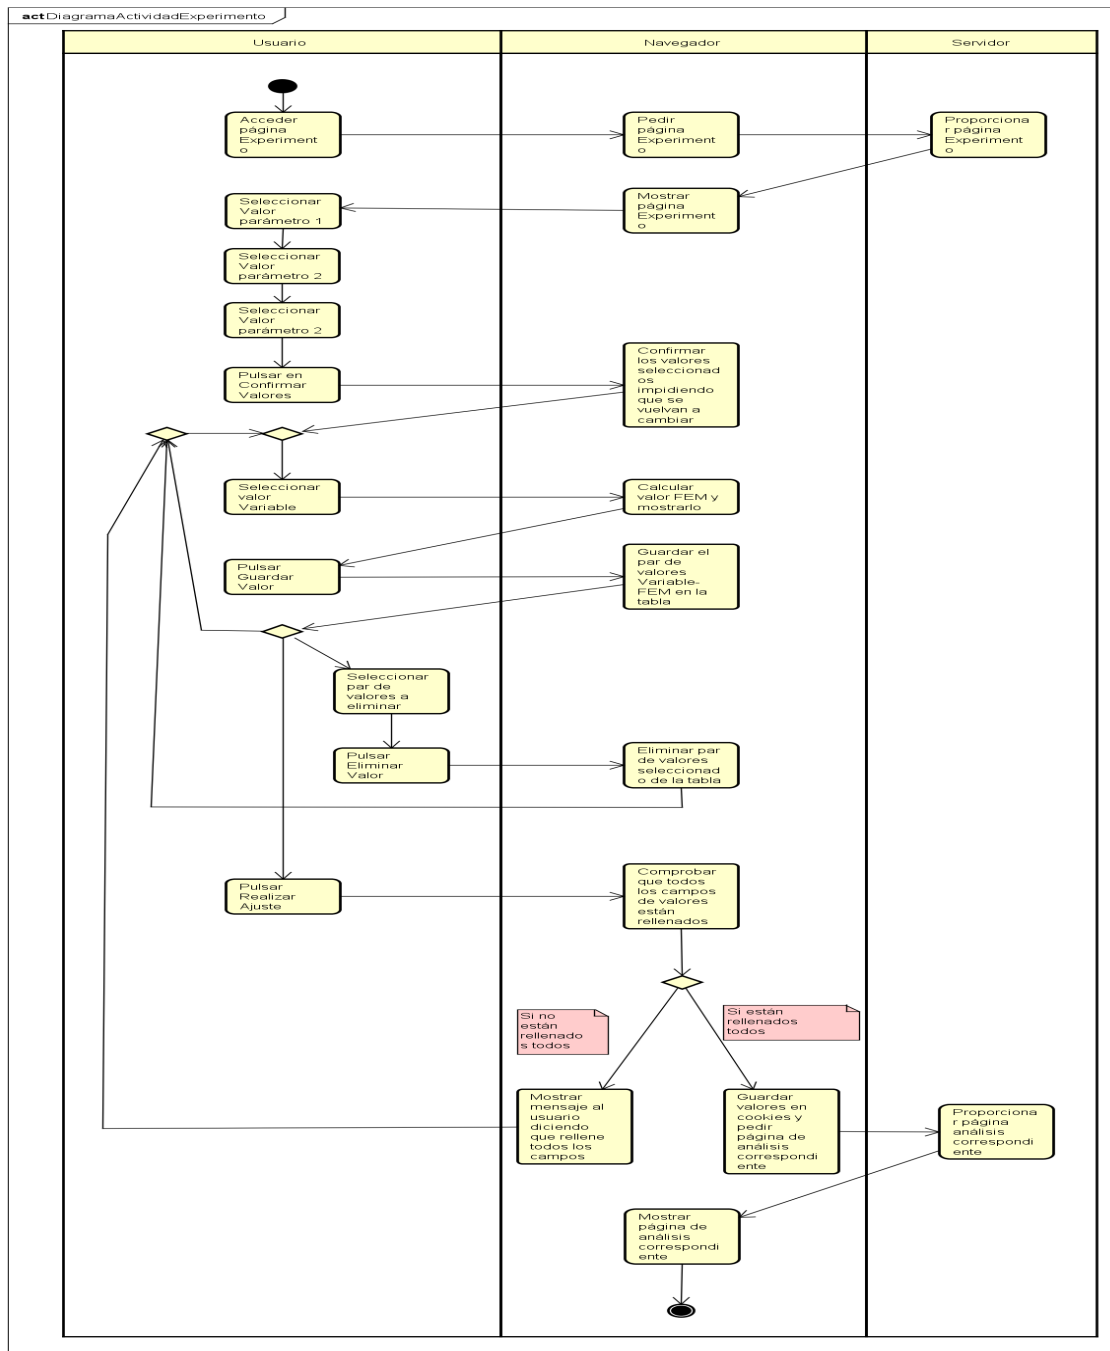 act DiagramaActividadExperimento
Usuario
Navegador
Servidor
Acceder
página
Experiment
o
Pedir
página
Experiment
o
Proporciona
r página
Experiment
o
Mostrar
página
Experiment
o
Seleccionar
Valor
parámetro 1
Seleccionar
Valor
parámetro 2
Seleccionar
Valor
parámetro 2
Pulsar en
Confirmar
Valores
Confirmar
los valores
seleccionad
os
impidiendo
que se
vuelvan a
cambiar
Seleccionar
valor
Variable
Calcular
valor FEM y
mostrarlo
Pulsar
Guardar
Valor
Guardar el
par de
valores
Variable-
FEM en la
tabla
Seleccionar
par de
valores a
eliminar
Pulsar
Eliminar
Valor
Eliminar par
de valores
seleccionad
o de la tabla
Pulsar
Realizar
Ajuste
Comprobar
que todos
los campos
de valores
están
rellenados
Si no
están
rellenado
s todos
Si están
rellenados
todos
Mostrar
mensaje al
usuario
diciendo
que rellene
todos los
campos
Guardar
valores en
cookies y
pedir
página de
análisis
correspondi
ente
Proporciona
r página
análisis
correspondi
ente
Mostrar
página de
análisis
correspondi
ente